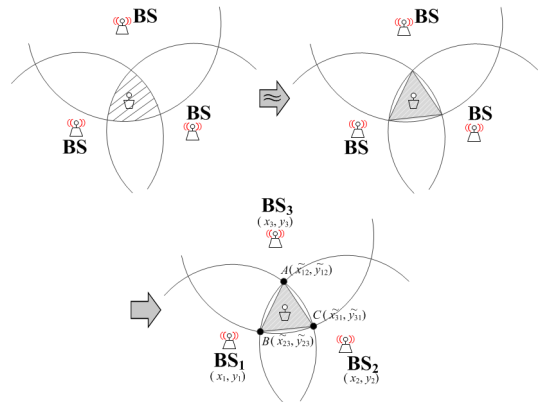 BS
BS
BS
BS
≈
BS
BS
BS₃
(x₃, y₃)
A(x̃₁₂, ỹ₁₂)
C(x̃₃₁, ỹ₃₁)
B(x̃₂₃, ỹ₂₃)
BS₁
(x₁, y₁)
BS₂
(x₂, y₂)